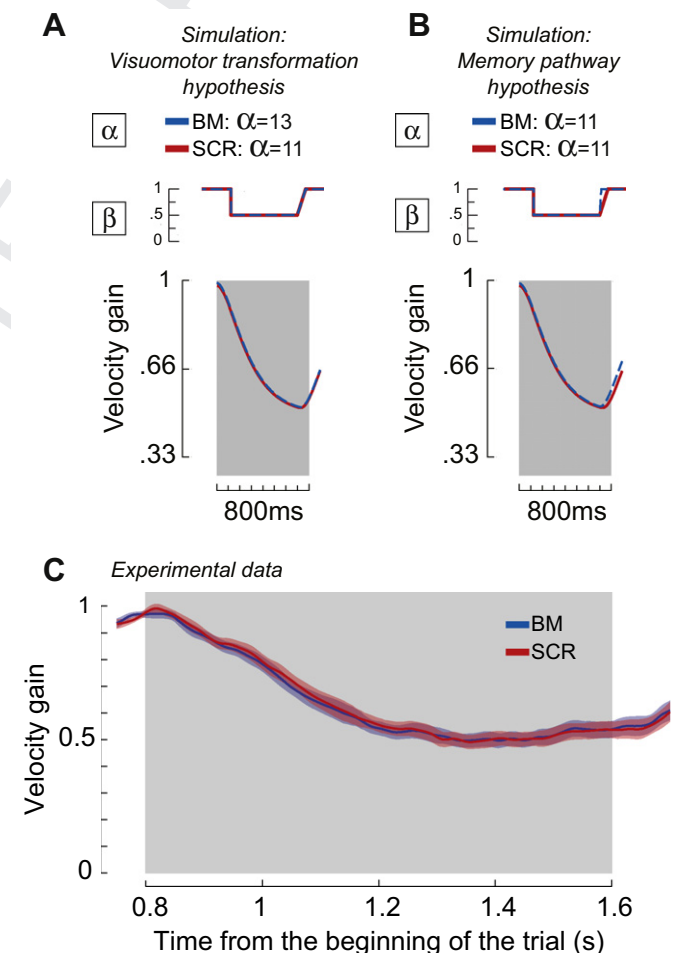 A
Simulation:
Visuomotor transformation
hypothesis
α
BM: α=13
SCR: α=11
β
1
.5
0
Velocity gain
1
.66
.33
800ms
B
Simulation:
Memory pathway
hypothesis
α
BM: α=11
SCR: α=11
β
1
.5
0
Velocity gain
1
.66
.33
800ms
C
Experimental data
BM
SCR
Velocity gain
1
0.5
0
0.8
1
1.2
1.4
1.6
Time from the beginning of the trial (s)